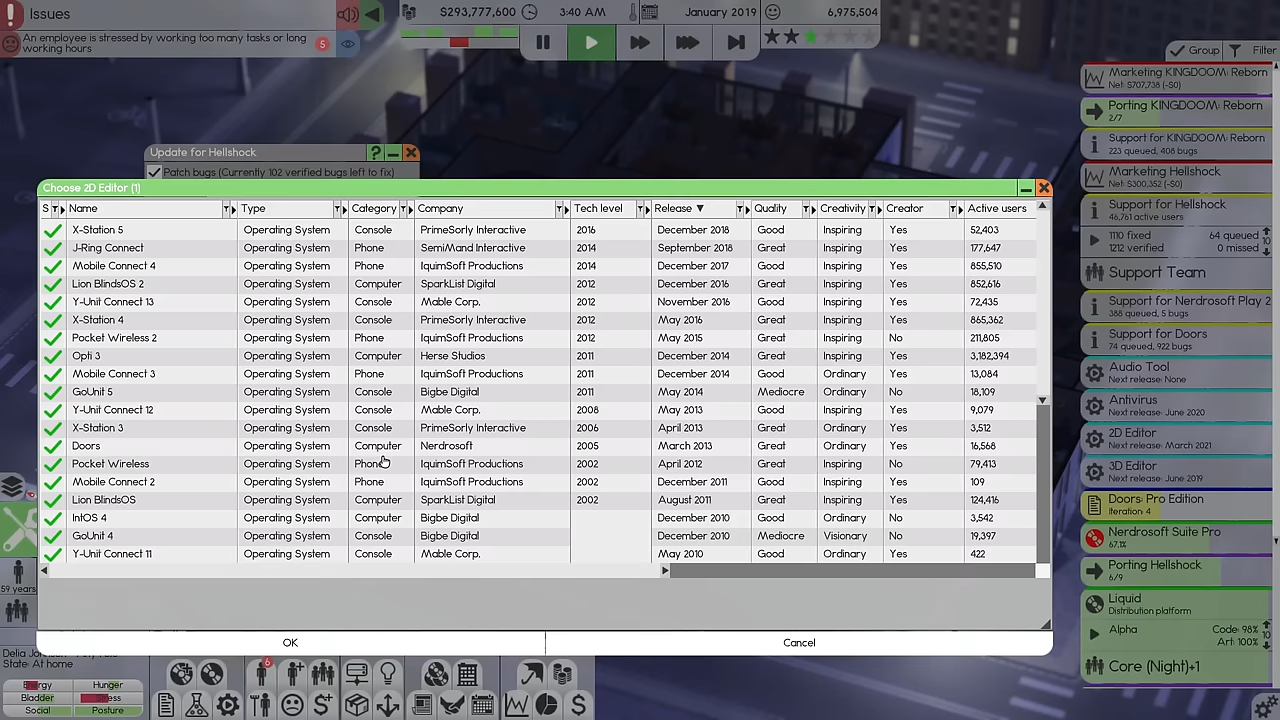 Issues
An employee is stressed by working too many tasks or long
working hours
5
$293,777,600
3:40 AM
January 2019
6,975,504
Group
Filter
Update for Hellshock
?
Patch bugs (Currently 102 verified bugs left to fix)
Choose 2D Editor (1)
S Name Type Category Company Tech level Release ▼ Quality Creativity Creator Active users
X-Station 5 Operating System Console PrimeSorly Interactive 2016 December 2018 Good Inspiring Yes 52,403
J-Ring Connect Operating System Phone SemiMand Interactive 2014 September 2018 Great Inspiring Yes 177,647
Mobile Connect 4 Operating System Phone IquimSoft Productions 2014 December 2017 Good Inspiring Yes 855,510
Lion BlindsOS 2 Operating System Computer SparkList Digital 2012 December 2016 Great Inspiring Yes 852,616
Y-Unit Connect 13 Operating System Console Mable Corp. 2012 November 2016 Good Inspiring Yes 72,435
X-Station 4 Operating System Console PrimeSorly Interactive 2012 May 2016 Great Inspiring Yes 865,362
Pocket Wireless 2 Operating System Phone IquimSoft Productions 2012 May 2015 Great Inspiring No 211,805
Opti 3 Operating System Computer Herse Studios 2011 December 2014 Great Inspiring Yes 3,182,394
Mobile Connect 3 Operating System Phone IquimSoft Productions 2011 December 2014 Great Ordinary Yes 13,084
GoUnit 5 Operating System Console Bigbe Digital 2011 May 2014 Mediocre Ordinary No 18,109
Y-Unit Connect 12 Operating System Console Mable Corp. 2008 May 2013 Good Inspiring Yes 9,079
X-Station 3 Operating System Console PrimeSorly Interactive 2006 April 2013 Great Ordinary Yes 3,512
Doors Operating System Computer Nerdrosoft 2005 March 2013 Great Ordinary Yes 16,568
Pocket Wireless Operating System Phone IquimSoft Productions 2002 April 2012 Great Inspiring No 79,413
Mobile Connect 2 Operating System Phone IquimSoft Productions 2002 December 2011 Good Inspiring Yes 109
Lion BlindsOS Operating System Computer SparkList Digital 2002 August 2011 Great Inspiring Yes 124,416
IntOS 4 Operating System Computer Bigbe Digital December 2010 Good Ordinary No 3,542
GoUnit 4 Operating System Console Bigbe Digital December 2010 Mediocre Visionary No 19,397
Y-Unit Connect 11 Operating System Console Mable Corp. May 2010 Good Ordinary Yes 422
OK
Cancel
Marketing KINGDOOM: Reborn
Net: $707,738 (-$0)
Porting KINGDOOM: Reborn
2/7
Support for KINGDOOM: Reborn
223 queued, 408 bugs
Marketing Hellshock
Net: $300,352 (-$0)
Support for Hellshock
46,761 active users
1110 fixed 64 queued
1212 verified 0 missed
10
Support Team
Support for Nerdrosoft Play 2
388 queued, 5 bugs
Support for Doors
74 queued, 922 bugs
Audio Tool
Next release: None
Antivirus
Next release: June 2020
2D Editor
Next release: March 2021
3D Editor
Next release: June 2019
Doors: Pro Edition
Iteration 4
Nerdrosoft Suite Pro
67,1%
Porting Hellshock
6/9
Liquid
Distribution platform
Alpha Code: 98%
Art: 100%
10
Core (Night)+1
59 years
State: At home
Energy Hunger
Bladder
Social Posture
6